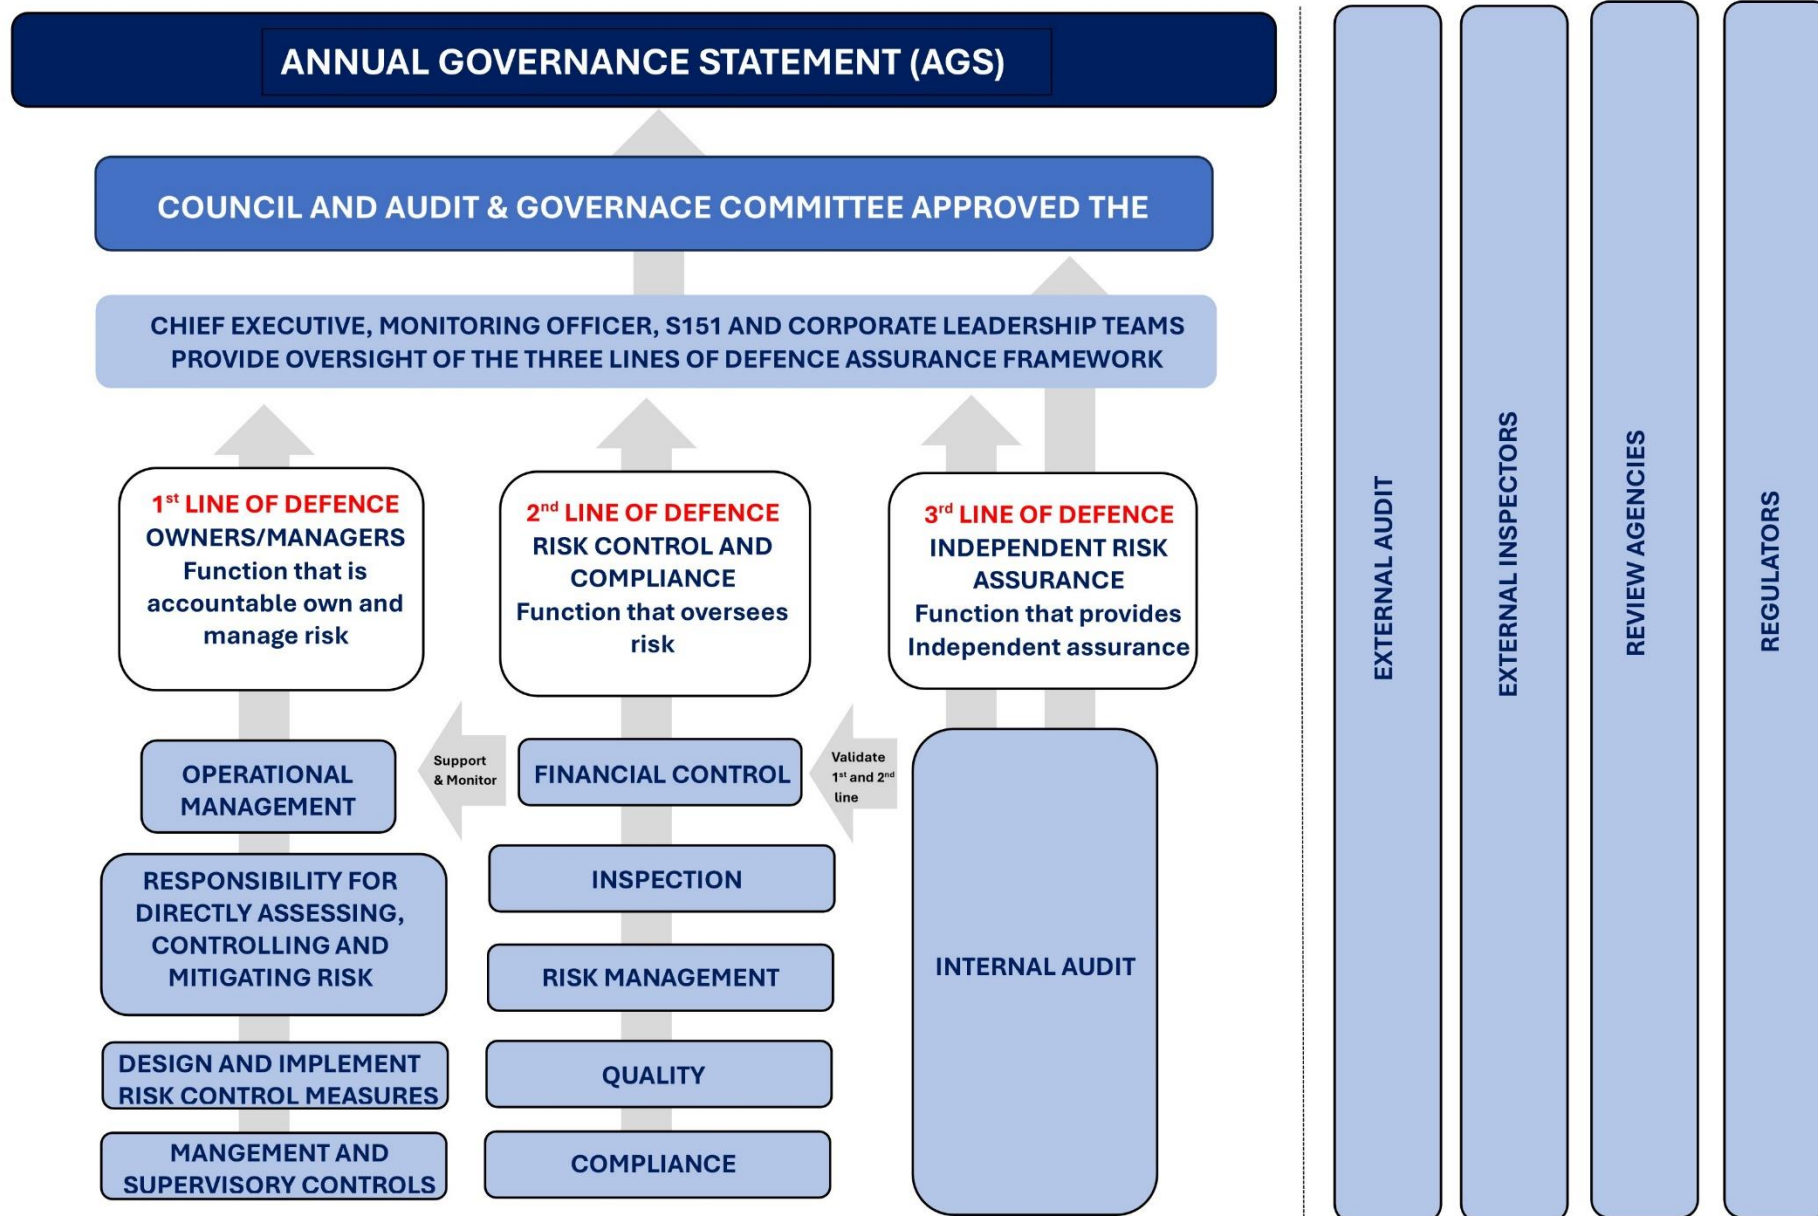 ANNUAL GOVERNANCE STATEMENT (AGS)
COUNCIL AND AUDIT & GOVERNACE COMMITTEE APPROVED THE
CHIEF EXECUTIVE, MONITORING OFFICER, S151 AND CORPORATE LEADERSHIP TEAMS
PROVIDE OVERSIGHT OF THE THREE LINES OF DEFENCE ASSURANCE FRAMEWORK
1st LINE OF DEFENCE
OWNERS/MANAGERS
Function that is
accountable own and
manage risk
2nd LINE OF DEFENCE
RISK CONTROL AND
COMPLIANCE
Function that oversees
risk
3rd LINE OF DEFENCE
INDEPENDENT RISK
ASSURANCE
Function that provides
Independent assurance
OPERATIONAL
MANAGEMENT
RESPONSIBILITY FOR
DIRECTLY ASSESSING,
CONTROLLING AND
MITIGATING RISK
DESIGN AND IMPLEMENT
RISK CONTROL MEASURES
MANGEMENT AND
SUPERVISORY CONTROLS
Support
& Monitor
FINANCIAL CONTROL
INSPECTION
RISK MANAGEMENT
QUALITY
COMPLIANCE
Validate
1st and 2nd
line
INTERNAL AUDIT
EXTERNAL AUDIT
EXTERNAL INSPECTORS
REVIEW AGENCIES
REGULATORS